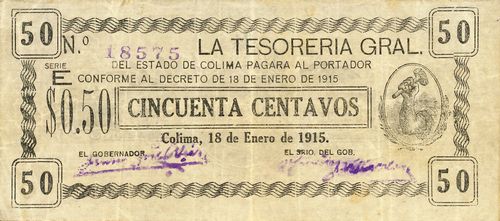 50 50
N.º 18575 LA TESORERIA GRAL.
DEL ESTADO DE COLIMA PAGARA AL PORTADOR
SERIE
E CONFORME AL DECRETO DE 18 DE ENERO DE 1915
$0.50 CINCUENTA CENTAVOS
Colima, 18 de Enero de 1915.
EL GOBERNADOR EL SRIO. DEL GOB.
50 50